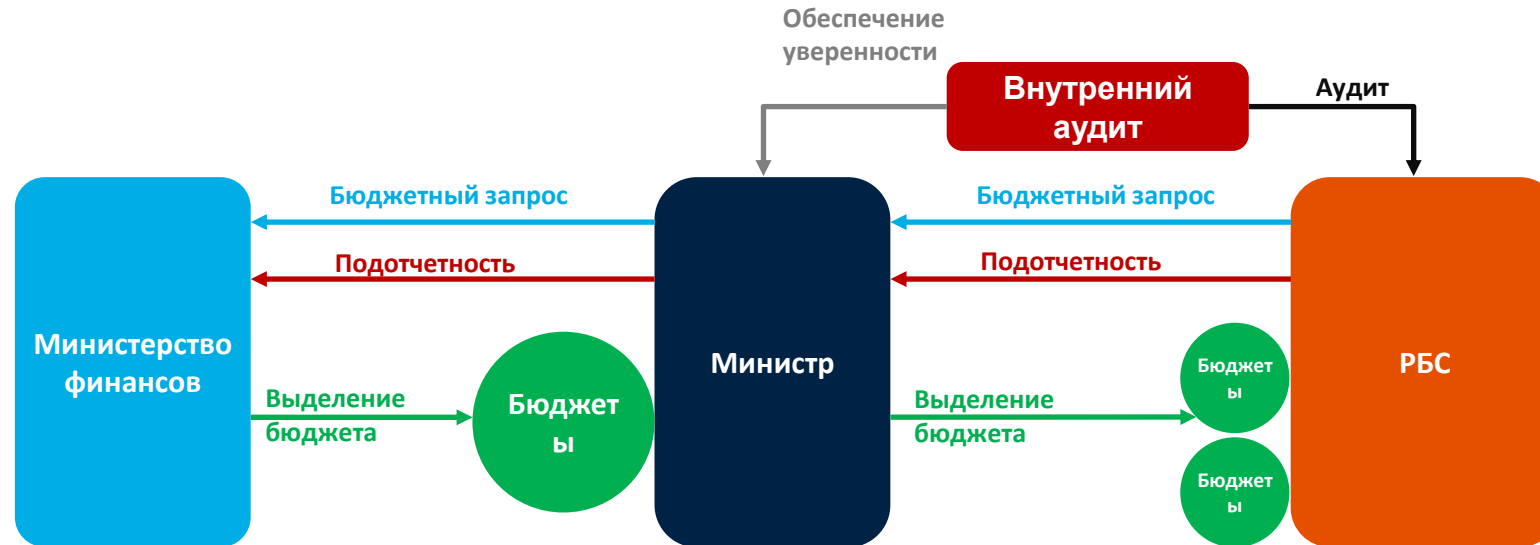 Обеспечение
уверенности
Внутренний
аудит
Аудит
Бюджетный запрос
Бюджетный запрос
Подотчетность
Подотчетность
Министерство
финансов
Министр
РБС
Выделение
бюджета
Бюджет
ы
Выделение
бюджета
Бюджет
ы
Бюджет
ы